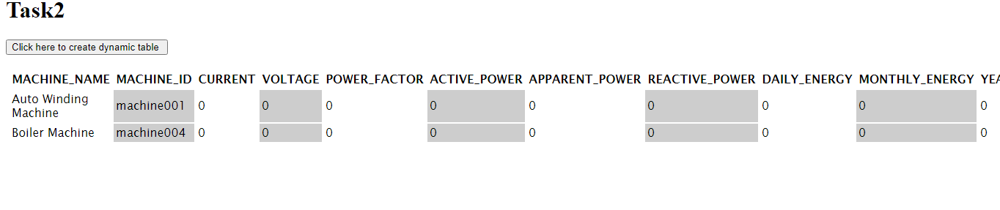 Task2
Click here to create dynamic table
MACHINE_NAME MACHINE_ID CURRENT VOLTAGE POWER_FACTOR ACTIVE_POWER APPARENT_POWER REACTIVE_POWER DAILY_ENERGY MONTHLY_ENERGY YEA
Auto Winding
Machine machine001 0 0 0 0 0 0 0 0 0
Boiler Machine machine004 0 0 0 0 0 0 0 0 0